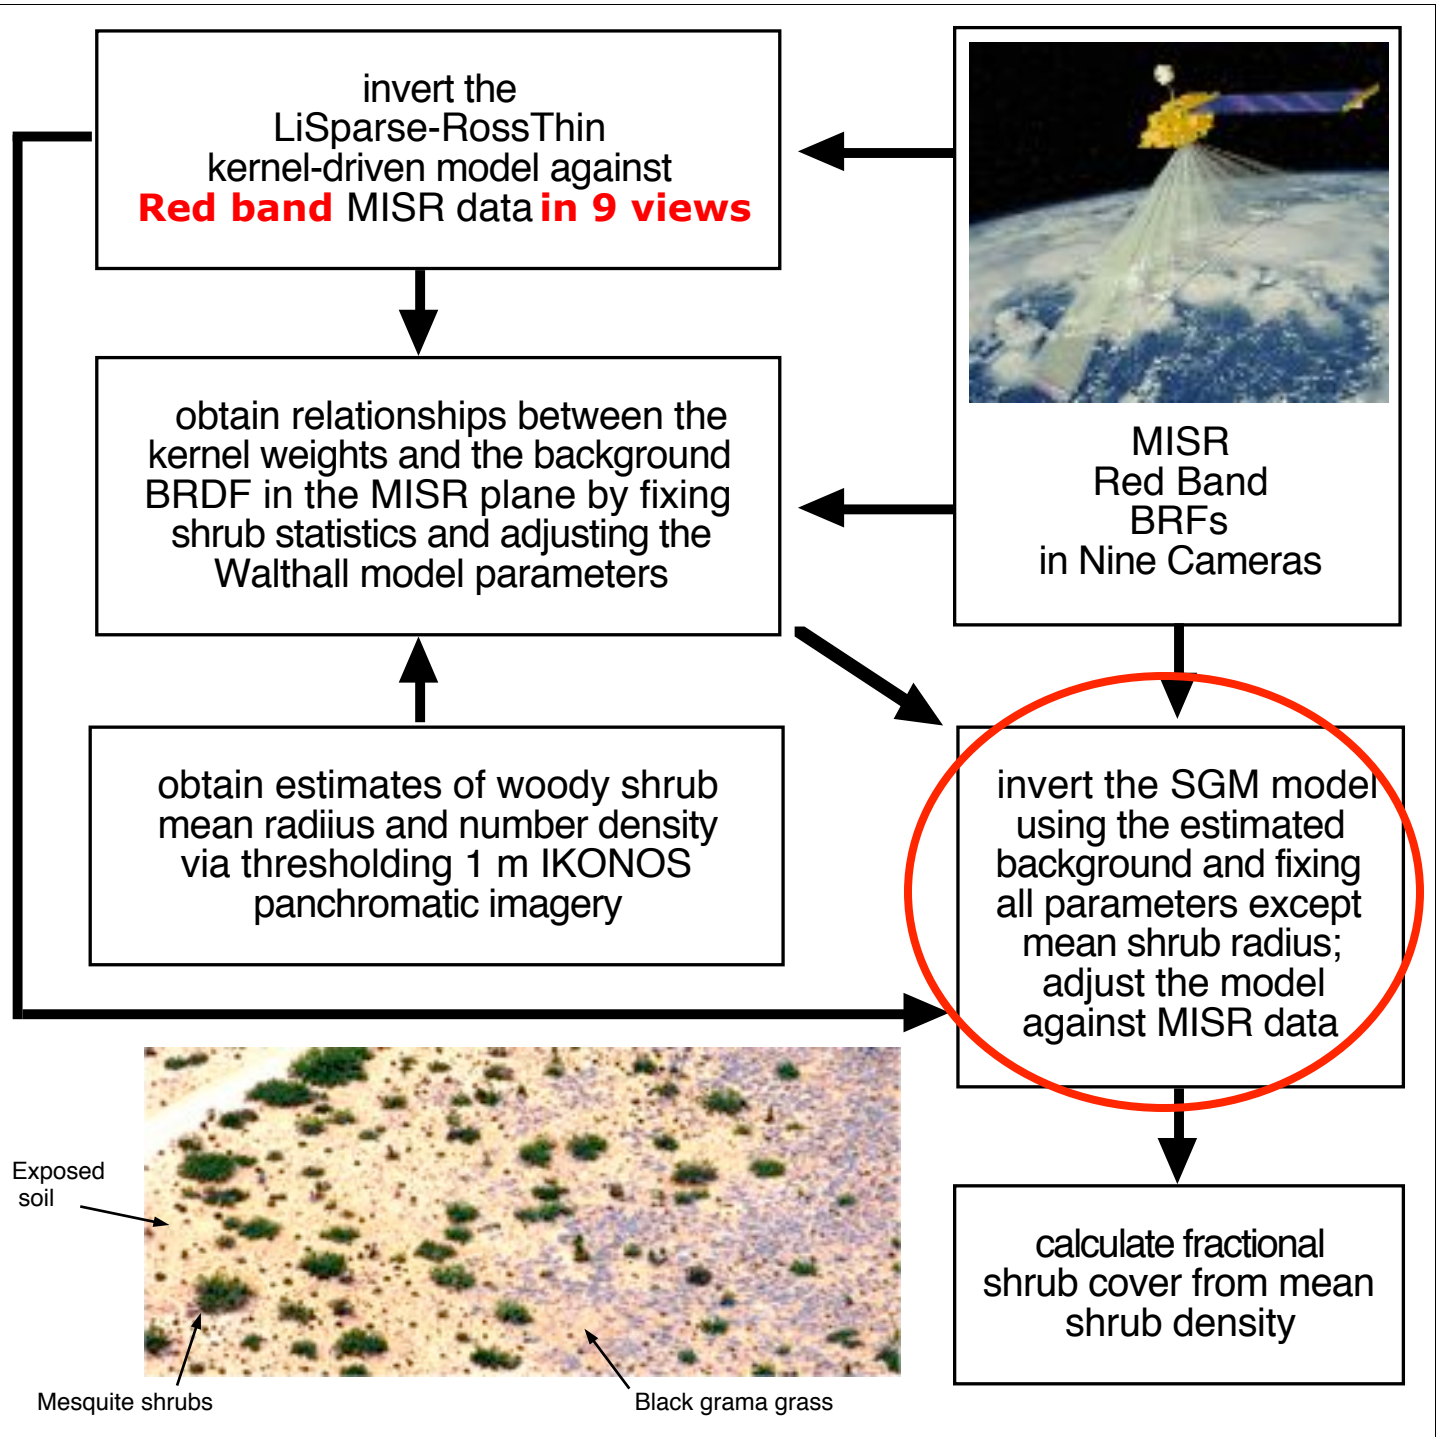 invert the
LiSparse-RossThin
kernel-driven model against
Red band MISR data in 9 views
MISR
Red Band
BRFs
in Nine Cameras
obtain relationships between the
kernel weights and the background
BRDF in the MISR plane by fixing
shrub statistics and adjusting the
Walthall model parameters
obtain estimates of woody shrub
mean radiius and number density
via thresholding 1 m IKONOS
panchromatic imagery
invert the SGM model
using the estimated
background and fixing
all parameters except
mean shrub radius;
adjust the model
against MISR data
Exposed
soil
Mesquite shrubs
Black grama grass
calculate fractional
shrub cover from mean
shrub density